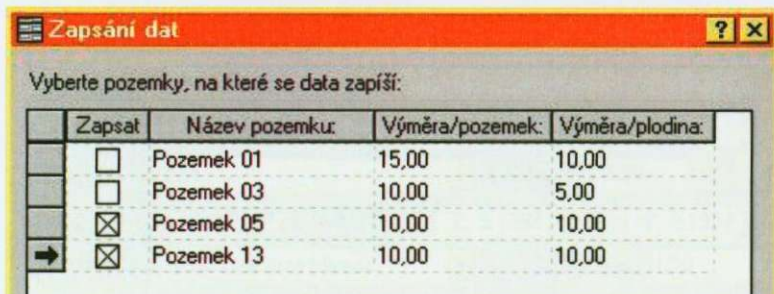 Zapsání dat
Vyberte pozemky, na které se data zapíší:
Zapsat Název pozemku: Výměra/pozemek: Výměra/plodina:
Pozemek 01 15,00 10,00
Pozemek 03 10,00 5,00
Pozemek 05 10,00 10,00
Pozemek 13 10,00 10,00